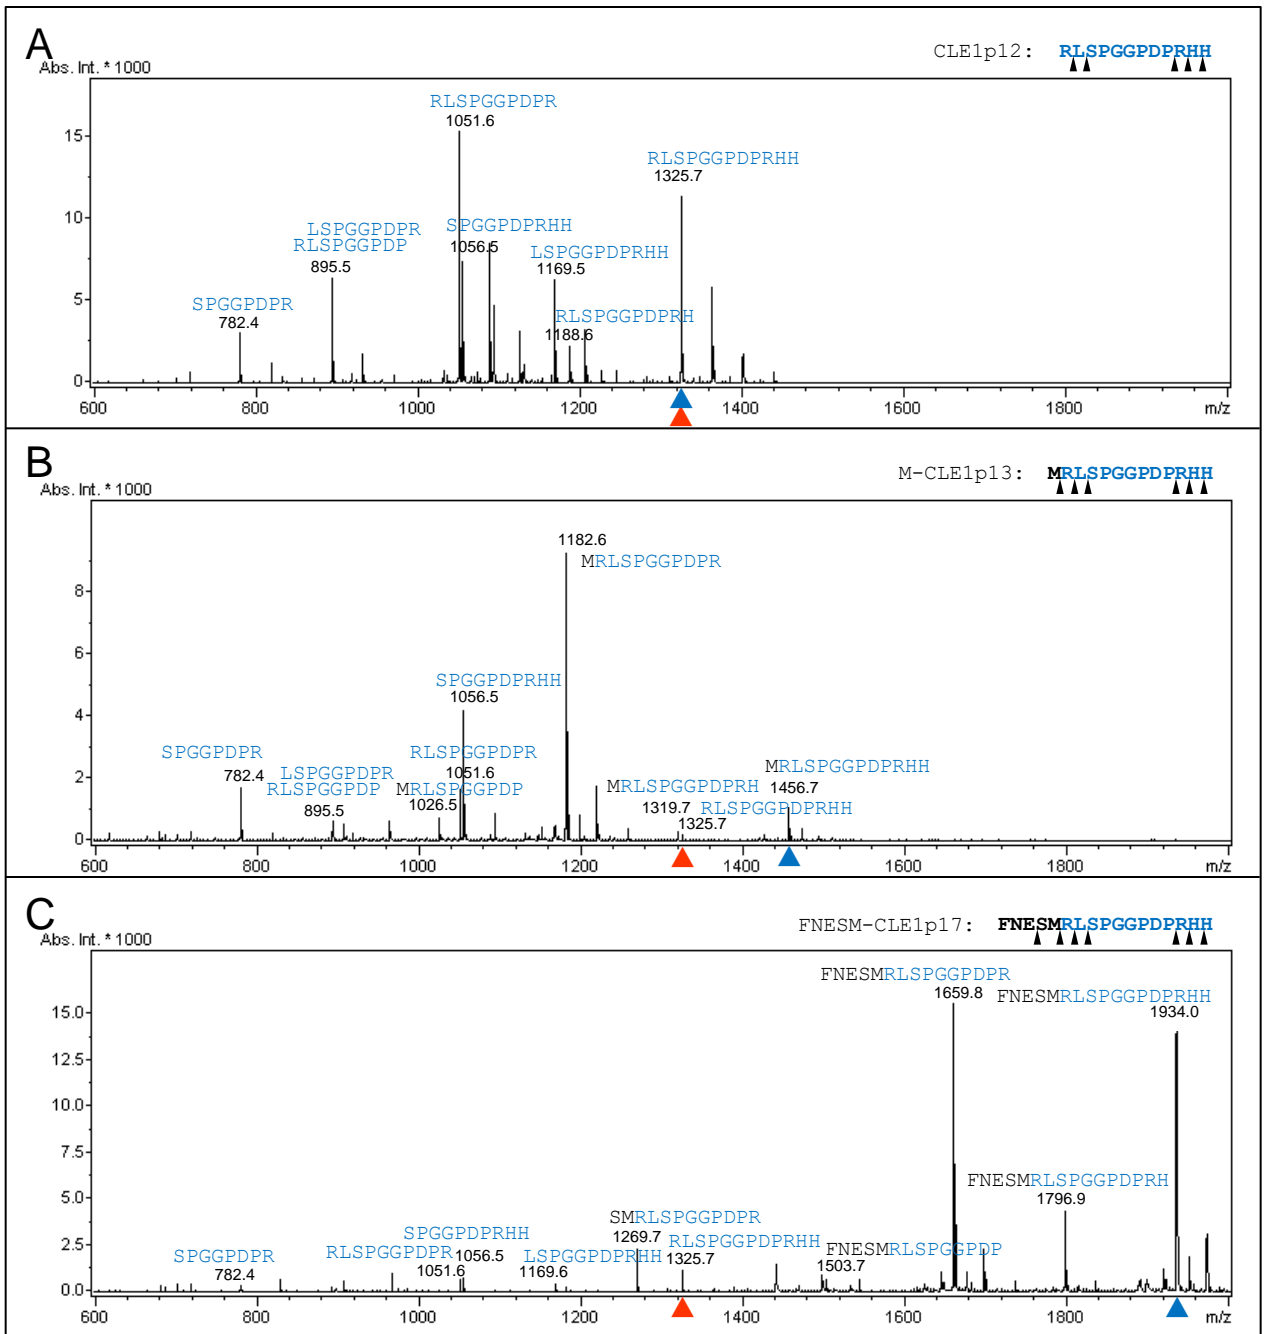 A
CLE1p12: RLSPGGPDPRHH
Abs. Int. * 1000
RLSPGGPDPR
1051.6
15
RLSPGGPDPRHH
1325.7
10
LSPGGPDPR
SPGGPDPRHH
RLSPGGPDP
1056.5
LSPGGPDPRHH
895.5
1169.5
5
SPGGPDPR
RLSPGGPDPRH
782.4
1188.6
0
600 800 1000 1200 1400 1600 1800 m/z
B
M-CLE1p13: MRLSPGGPDPRHH
Abs. Int. * 1000
1182.6
MRLSPGGPDPR
8
6
SPGGPDPRHH
1056.5
4
SPGGPDPR
RLSPGGPDPR
782.4
LSPGGPDPR
1051.6
MRLSPGGPDPRHH
2
RLSPGGPDP
MRLSPGGPDP
MRLSPGGPDPRH
1456.7
895.5
1026.5
1319.7
RLSPGGPDPRHH
1325.7
0
600 800 1000 1200 1400 1600 1800 m/z
C
FNESM-CLE1p17: FNESMRLSPGGPDPRHH
Abs. Int. * 1000
FNESMRLSPGGPDPR
1659.8
FNESMRLSPGGPDPRHH
1934.0
15.0
12.5
10.0
7.5
FNESMRLSPGGPDPRH
1796.9
5.0
SMRLSPGGPDPR
1269.7
SPGGPDPRHH
RLSPGGPDPRHH
FNESMRLSPGGPDP
2.5
SPGGPDPR
RLSPGGPDPR
1056.5
LSPGGPDPRHH
1325.7
1503.7
782.4
1051.6
1169.6
0.0
600 800 1000 1200 1400 1600 1800 m/z